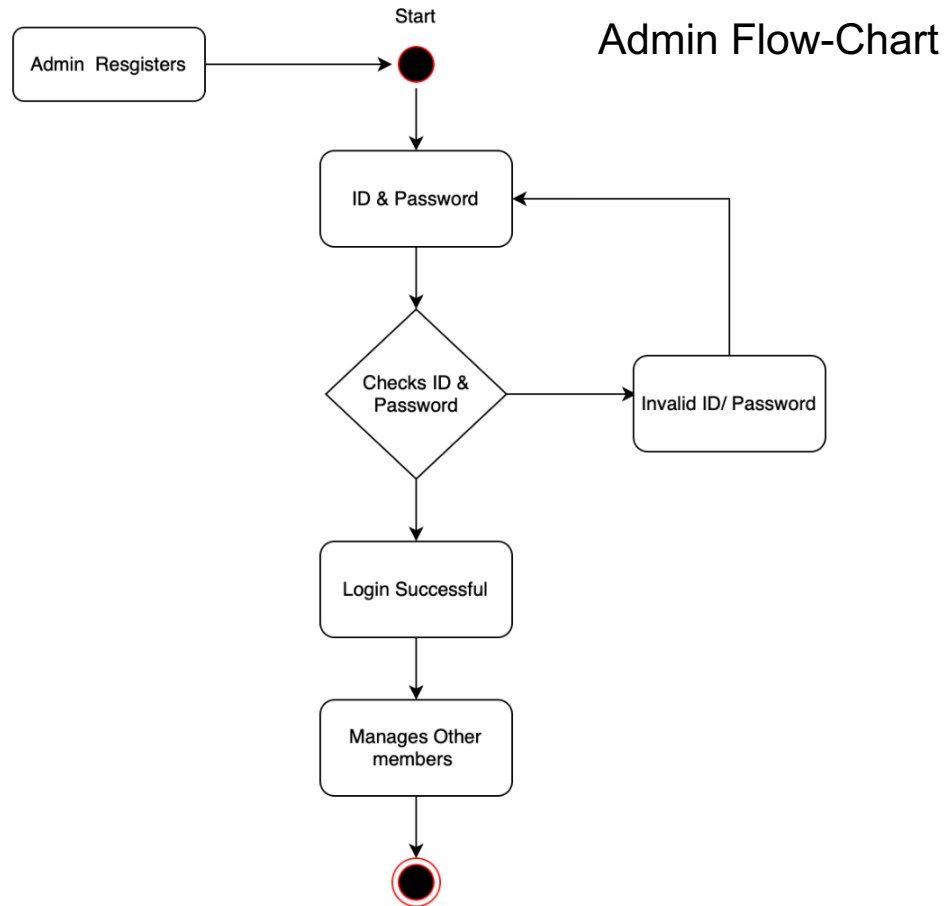 Start
Admin Flow-Chart
Admin Resgisters
ID & Password
Checks ID &
Password
Invalid ID/ Password
Login Successful
Manages Other
members